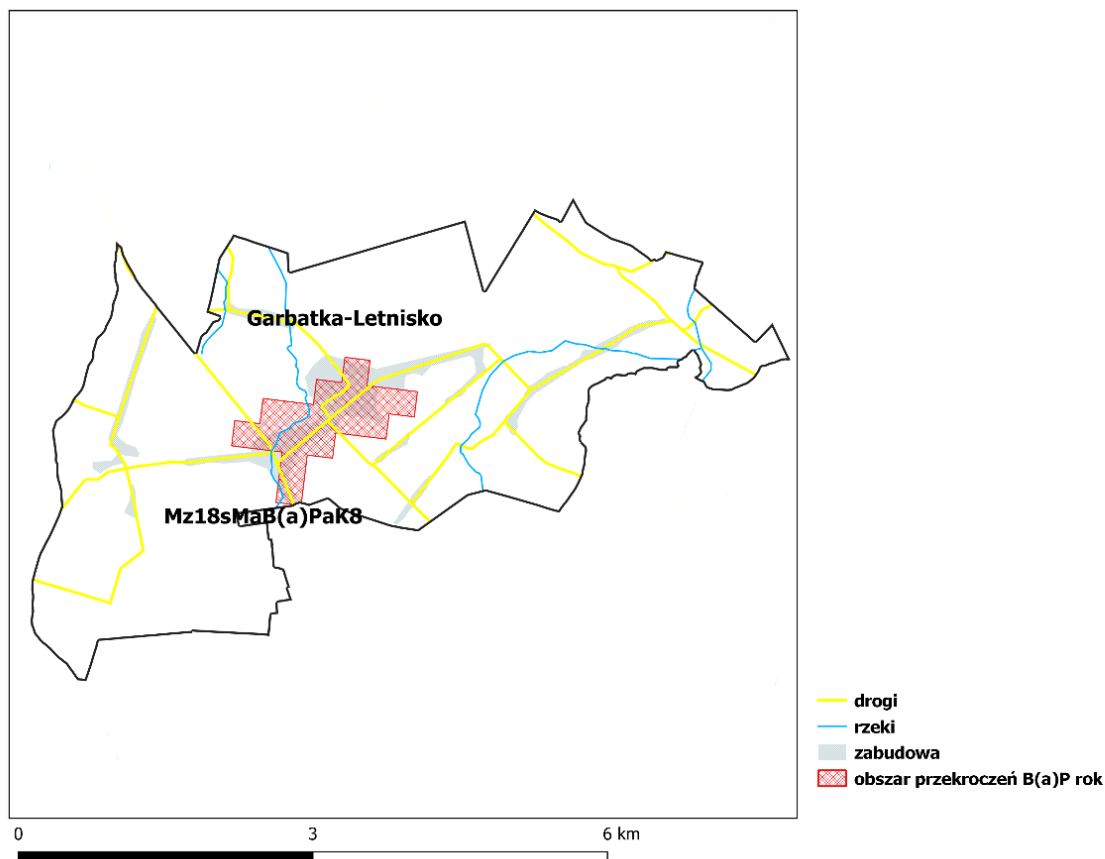 Garbatka-Letnisko
Mz18sMaB(a)PaK8
drogi
rzeki
zabudowa
obszar przekroczeń B(a)P rok
0 3 6 km